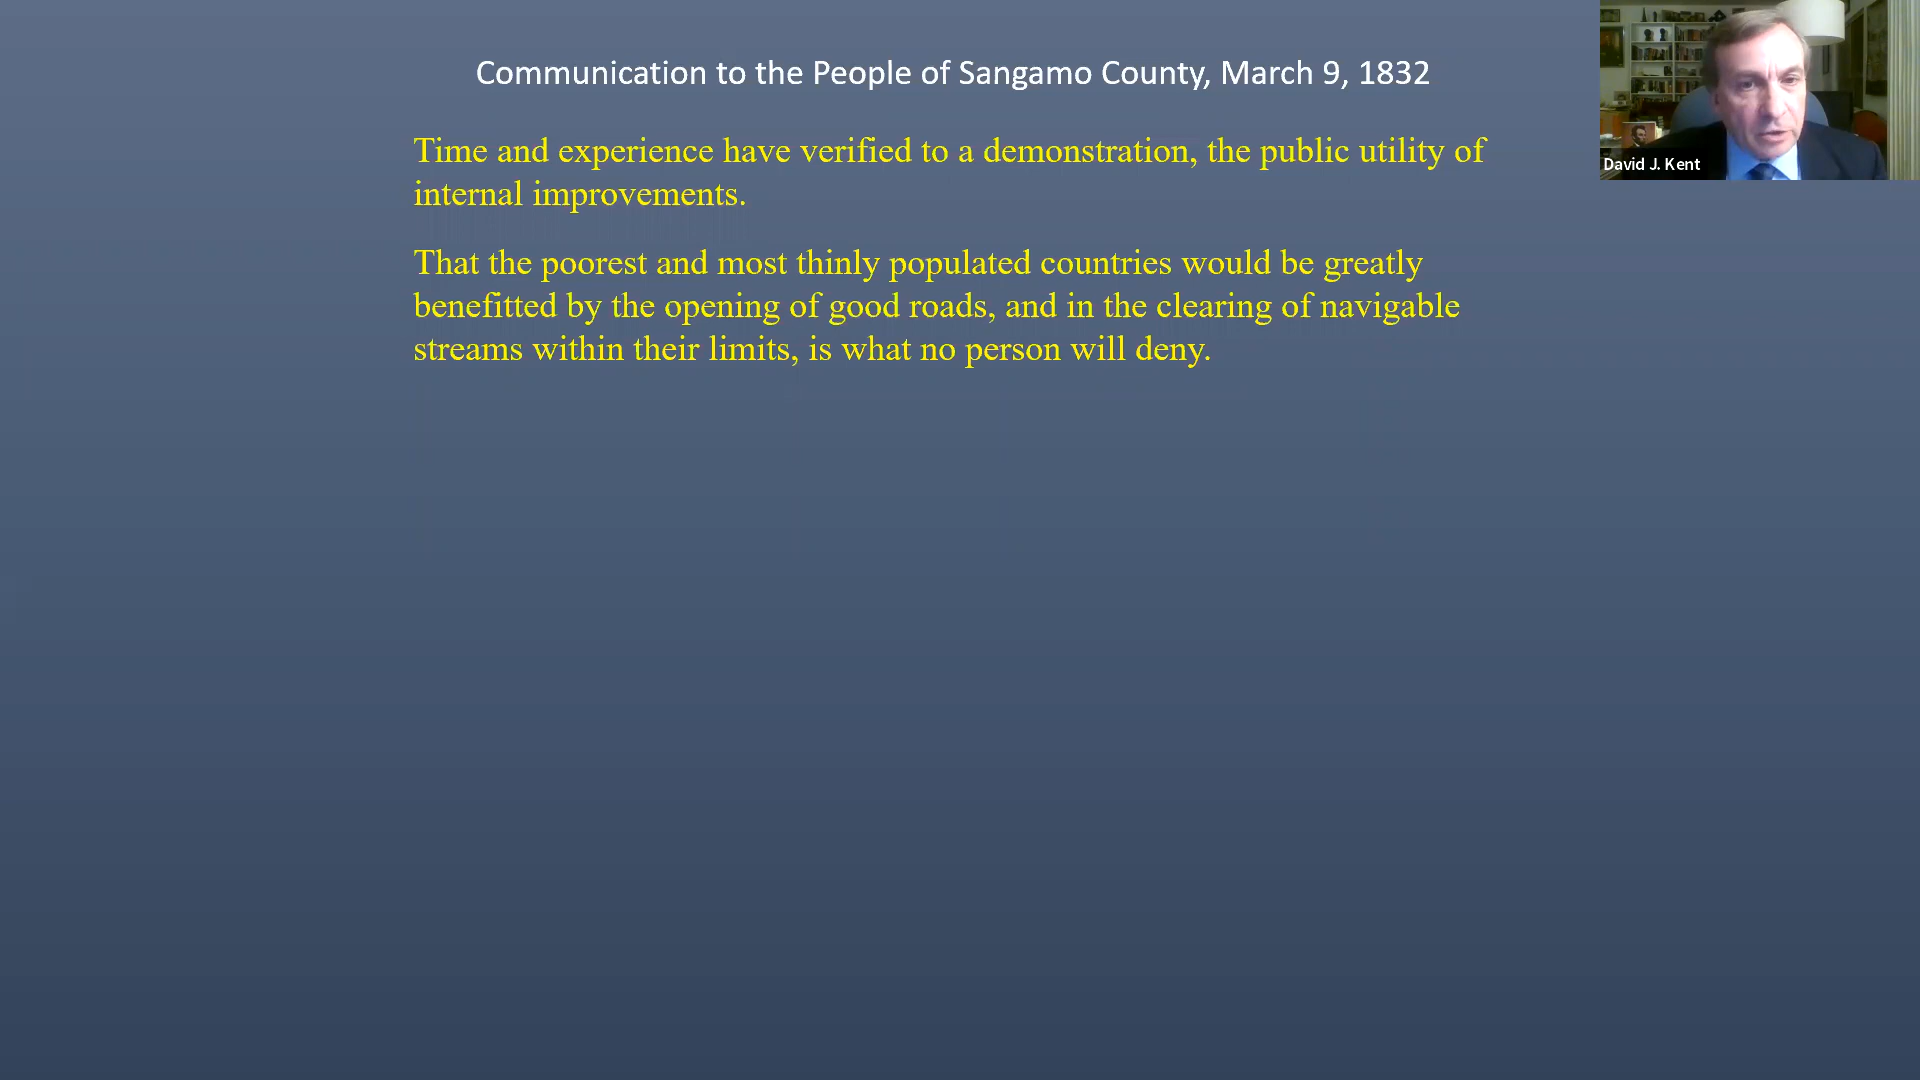 Communication to the People of Sangamo County, March 9, 1832
Time and experience have verified to a demonstration, the public utility of
internal improvements.
That the poorest and most thinly populated countries would be greatly
benefitted by the opening of good roads, and in the clearing of navigable
streams within their limits, is what no person will deny.
David J. Kent